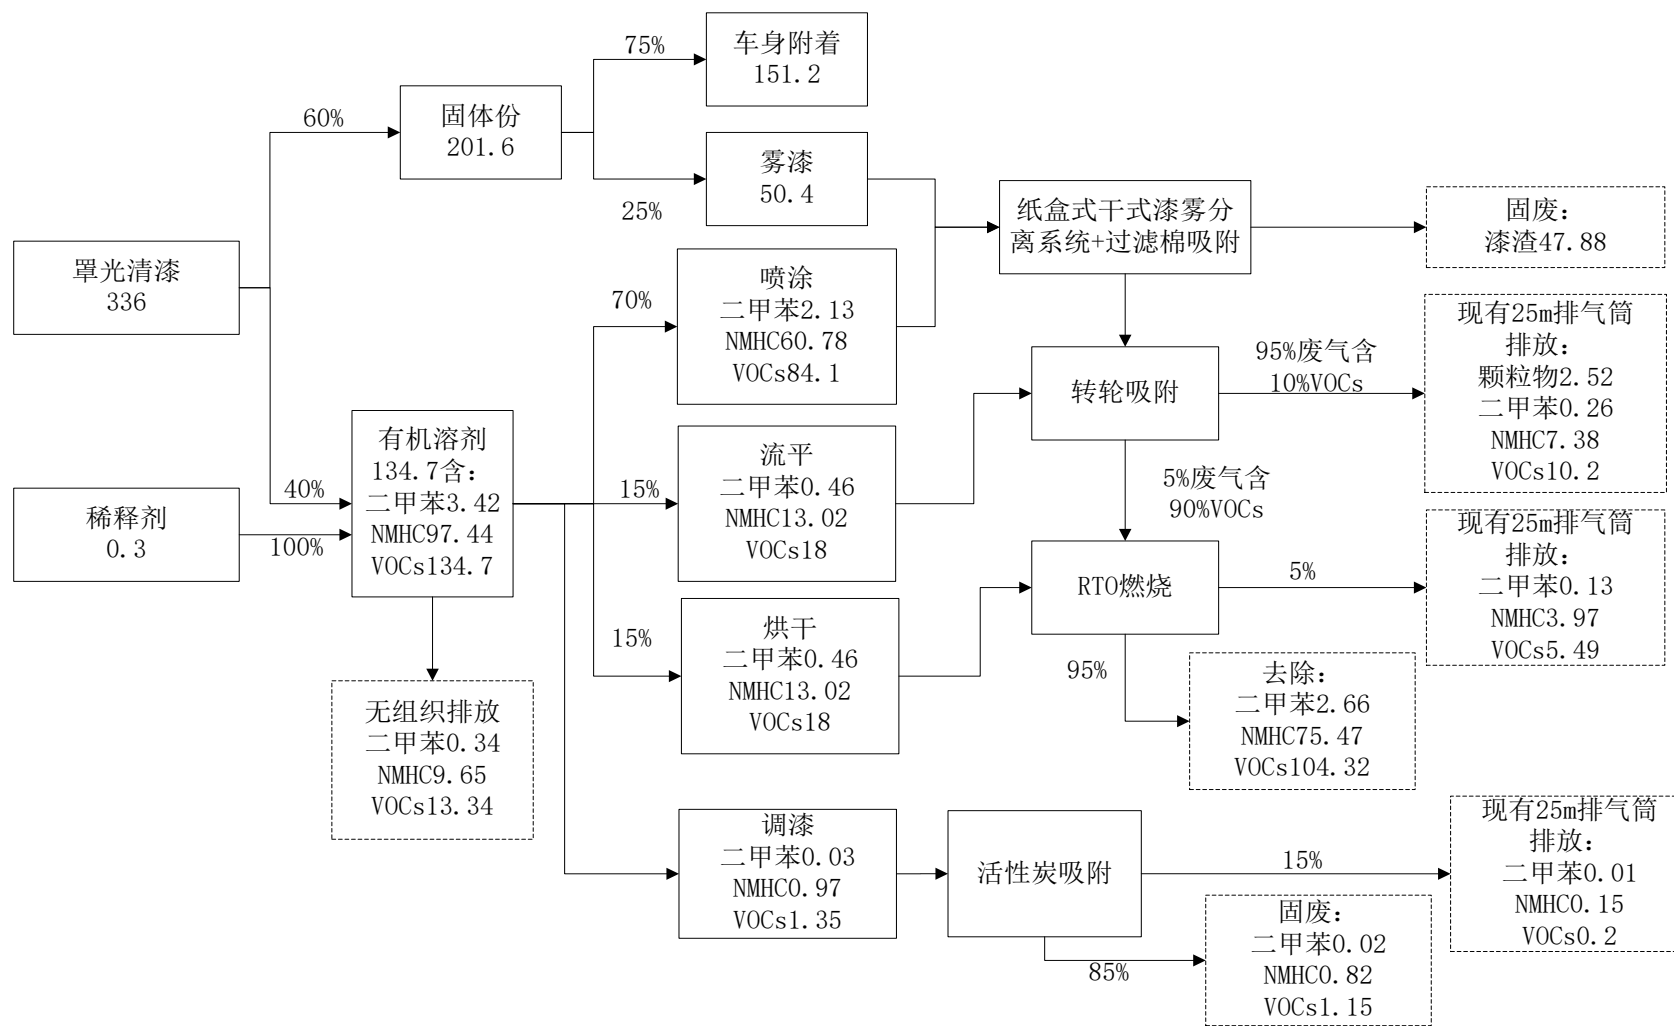 75%
车身附着
151.2
60%
固体份
201.6
雾漆
50.4
25%
纸盒式干式漆雾分
离系统+过滤棉吸附
固废：
漆渣47.88
罩光清漆
336
70%
喷涂
二甲苯2.13
NMHC60.78
VOCs84.1
95%废气含
10%VOCs
现有25m排气筒
排放：
颗粒物2.52
二甲苯0.26
NMHC7.38
VOCs10.2
转轮吸附
有机溶剂
134.7含：
二甲苯3.42
NMHC97.44
VOCs134.7
40%
15%
流平
二甲苯0.46
NMHC13.02
VOCs18
5%废气含
90%VOCs
稀释剂
0.3
100%
RTO燃烧
5%
现有25m排气筒
排放：
二甲苯0.13
NMHC3.97
VOCs5.49
15%
烘干
二甲苯0.46
NMHC13.02
VOCs18
95%
去除：
二甲苯2.66
NMHC75.47
VOCs104.32
无组织排放
二甲苯0.34
NMHC9.65
VOCs13.34
调漆
二甲苯0.03
NMHC0.97
VOCs1.35
活性炭吸附
15%
现有25m排气筒
排放：
二甲苯0.01
NMHC0.15
VOCs0.2
85%
固废：
二甲苯0.02
NMHC0.82
VOCs1.15